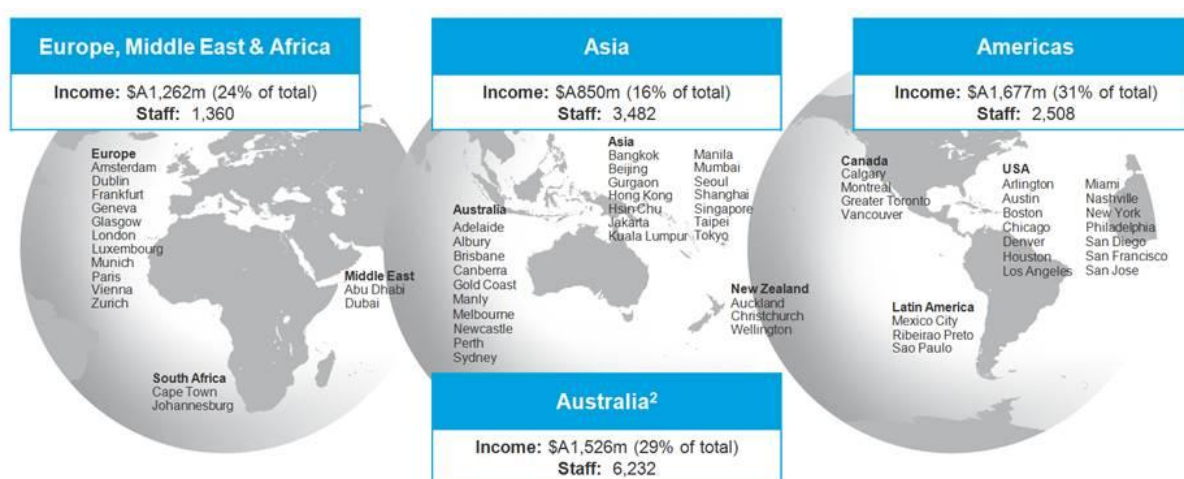 Europe, Middle East & Africa
Income: $A1,262m (24% of total)
Staff: 1,360
Asia
Income: $A850m (16% of total)
Staff: 3,482
Americas
Income: $A1,677m (31% of total)
Staff: 2,508
Europe
Amsterdam
Dublin
Frankfurt
Geneva
Glasgow
London
Luxembourg
Munich
Paris
Vienna
Zurich
Middle East
Abu Dhabi
Dubai
South Africa
Cape Town
Johannesburg
Asia
Bangkok
Beijing
Gurgaon
Hong Kong
Hsin-Chu
Jakarta
Kuala Lumpur
Manila
Mumbai
Seoul
Shanghai
Singapore
Taipei
Tokyo
Australia
Adelaide
Albury
Brisbane
Canberra
Gold Coast
Manly
Melbourne
Newcastle
Perth
Sydney
New Zealand
Auckland
Christchurch
Wellington
Australia²
Income: $A1,526m (29% of total)
Staff: 6,232
Canada
Calgary
Montreal
Greater Toronto
Vancouver
USA
Arlington
Austin
Boston
Chicago
Denver
Houston
Los Angeles
Miami
Nashville
New York
Philadelphia
San Diego
San Francisco
San Jose
Latin America
Mexico City
Ribeirao Preto
Sao Paulo